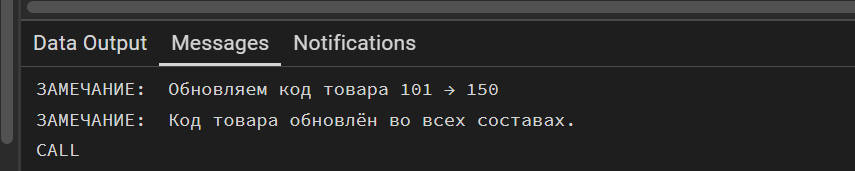 Data Output Messages Notifications
ЗАМЕЧАНИЕ: Обновляем код товара 101 → 150
ЗАМЕЧАНИЕ: Код товара обновлён во всех составах.
CALL